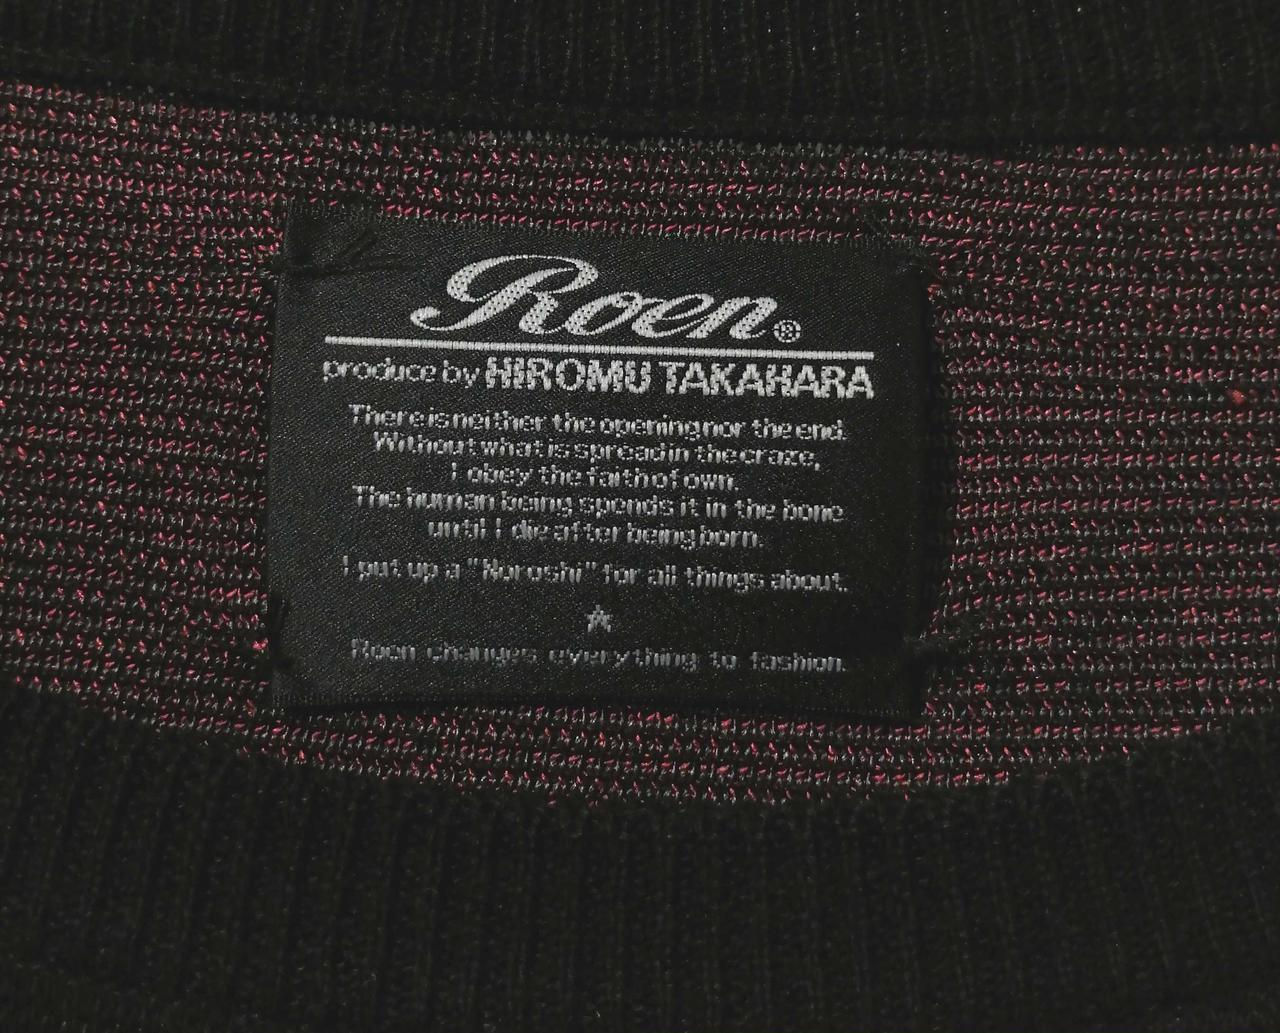 Roen®
produce by HIROMU TAKAHARA
There is neither the opening nor the end.
Without what is spread in the craze,
I obey the faith of own.
The human being spends it in the bone
until I die after being born.
I put up a "Noroshi" for all things about.
Roen changes everything to fashion.